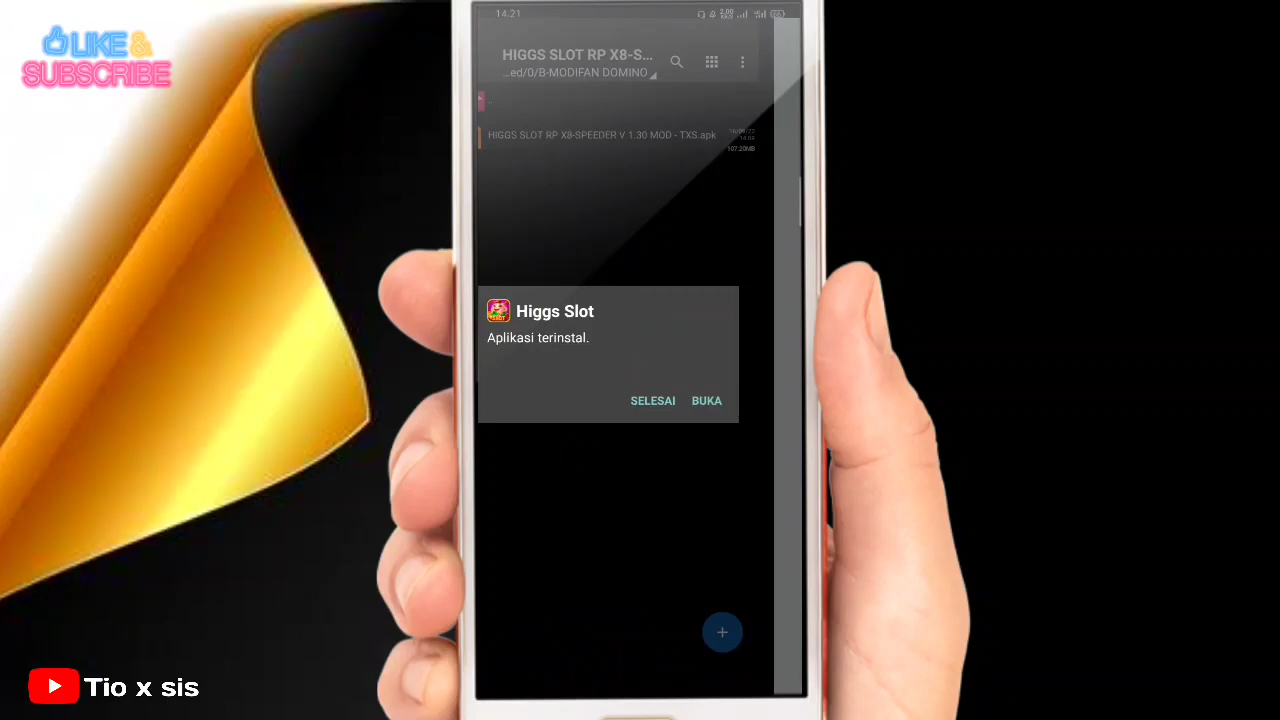 LIKE &
SUBSCRIBE
14.21
HIGGS SLOT RP X8-S...
...ed/0/B-MODIFAN DOMINO
HIGGS SLOT RP X8-SPEEDER V 1.30 MOD - TXS.apk
107.20MB
Higgs Slot
Aplikasi terinstal.
SELESAI BUKA
Tio x sis